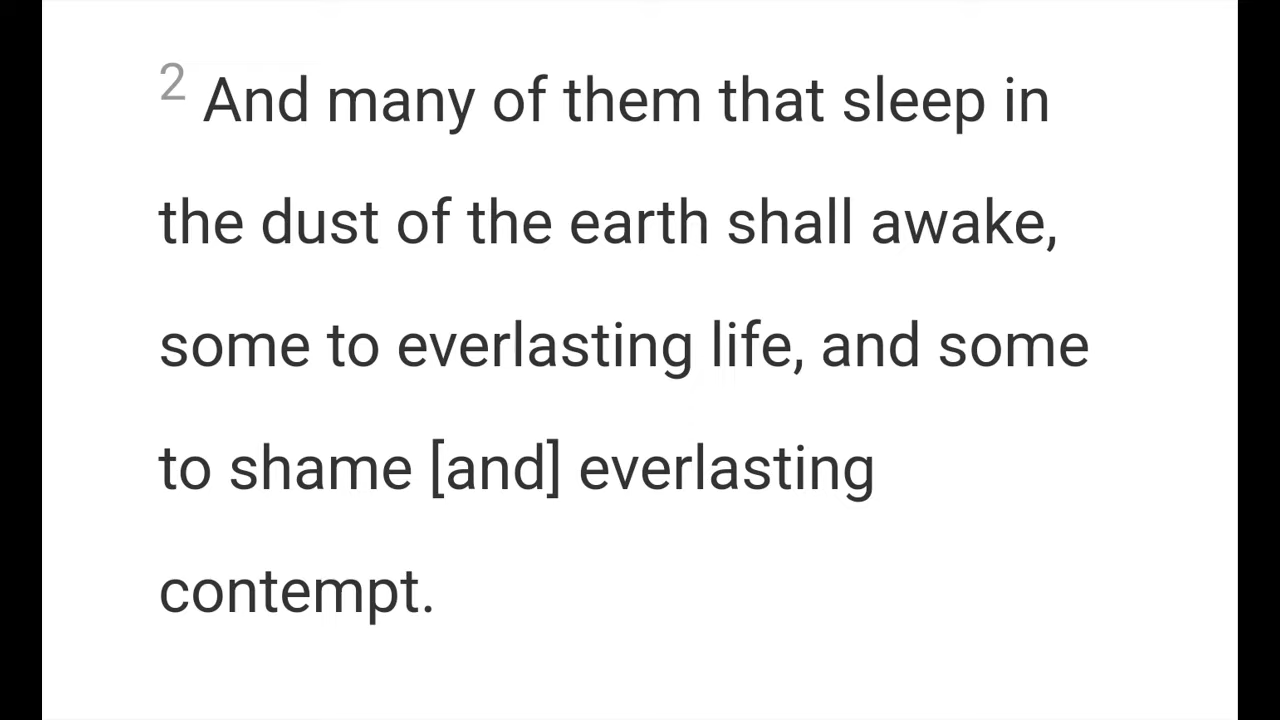 2 And many of them that sleep in
the dust of the earth shall awake,
some to everlasting life, and some
to shame [and] everlasting
contempt.